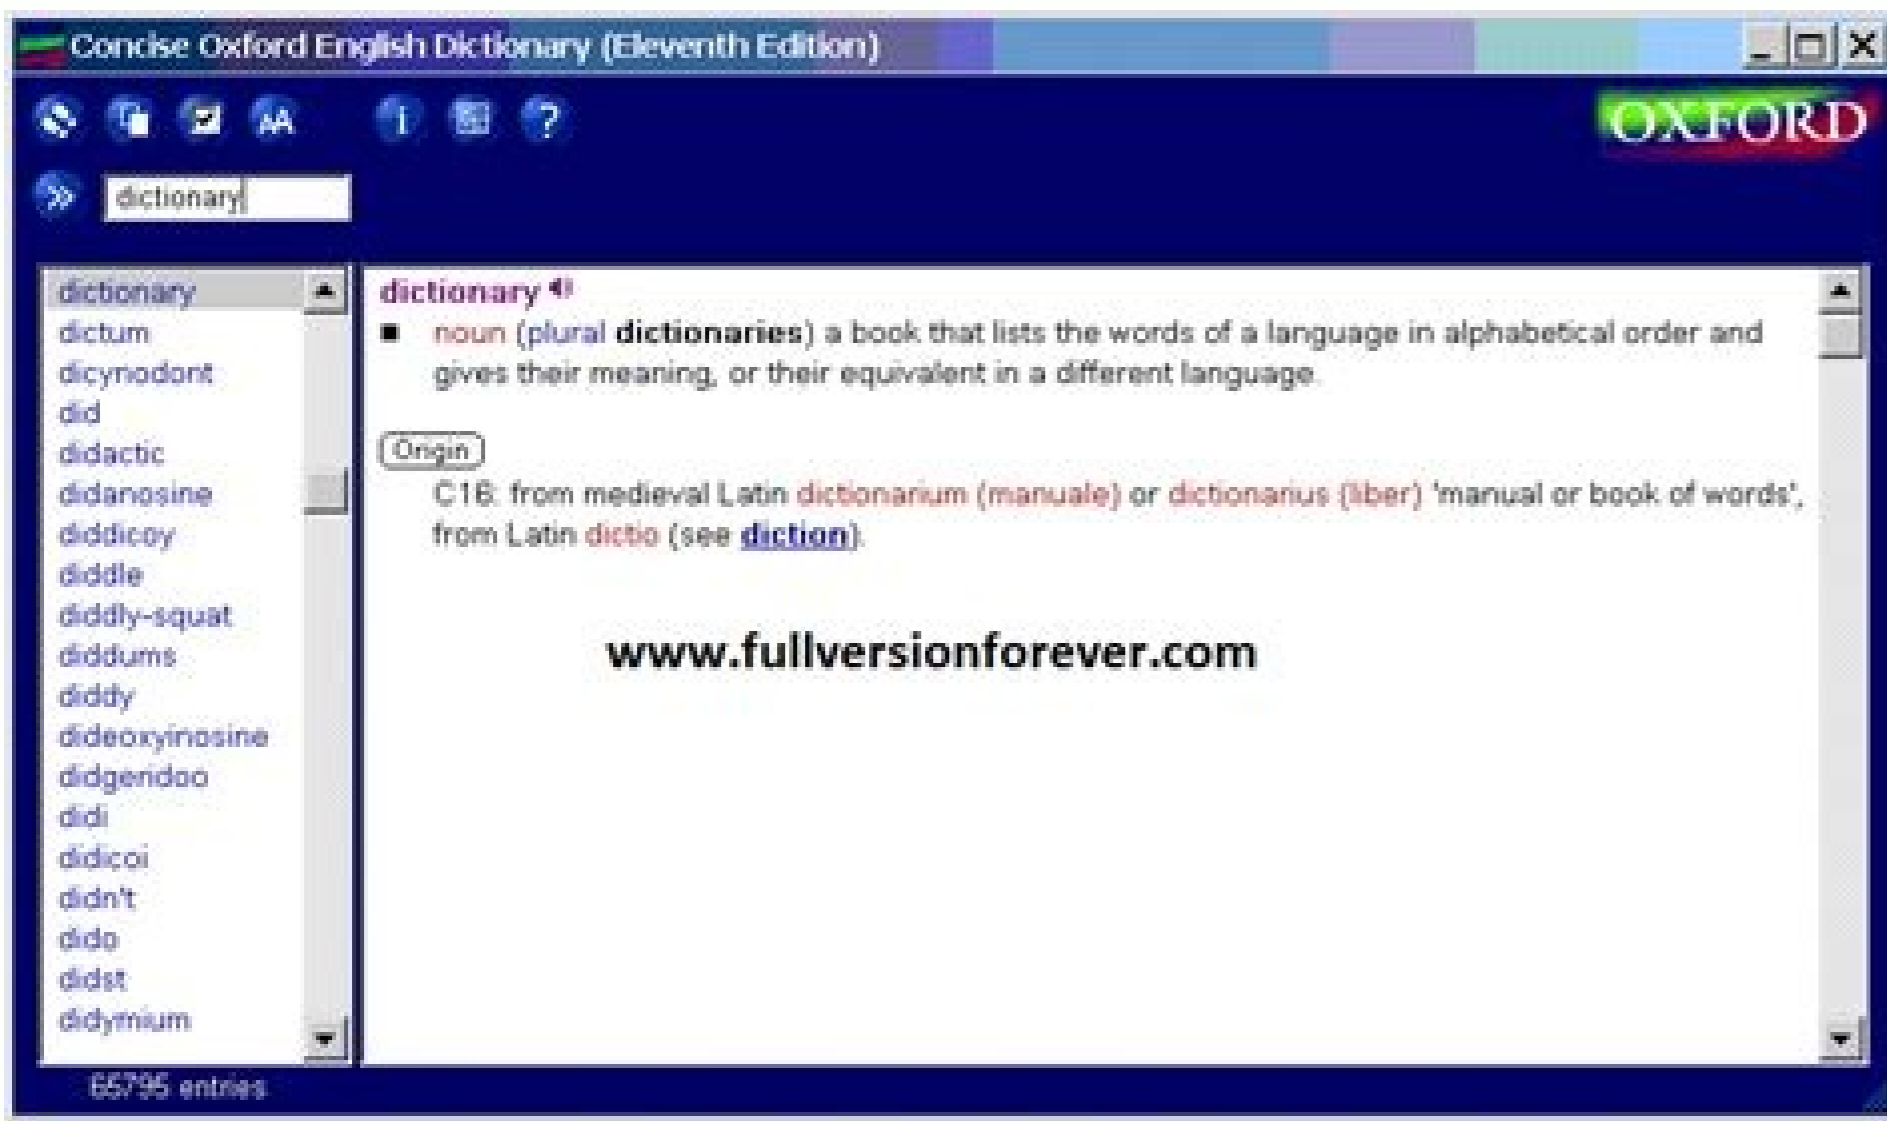 Concise Oxford English Dictionary (Eleventh Edition)
AA i ?
OXFORD
» dictionary
dictionary
dictum
dicynodont
did
didactic
didanosine
diddicoy
diddle
diddly-squat
diddums
diddy
dideoxyinosine
didgeridoo
didi
didicoi
didn't
dido
didst
didymium
65795 entries
dictionary
■ noun (plural dictionaries) a book that lists the words of a language in alphabetical order and
gives their meaning, or their equivalent in a different language.
Origin
C16: from medieval Latin dictionarium (manuale) or dictionarius (liber) 'manual or book of words',
from Latin dictio (see diction).
www.fullversionforever.com